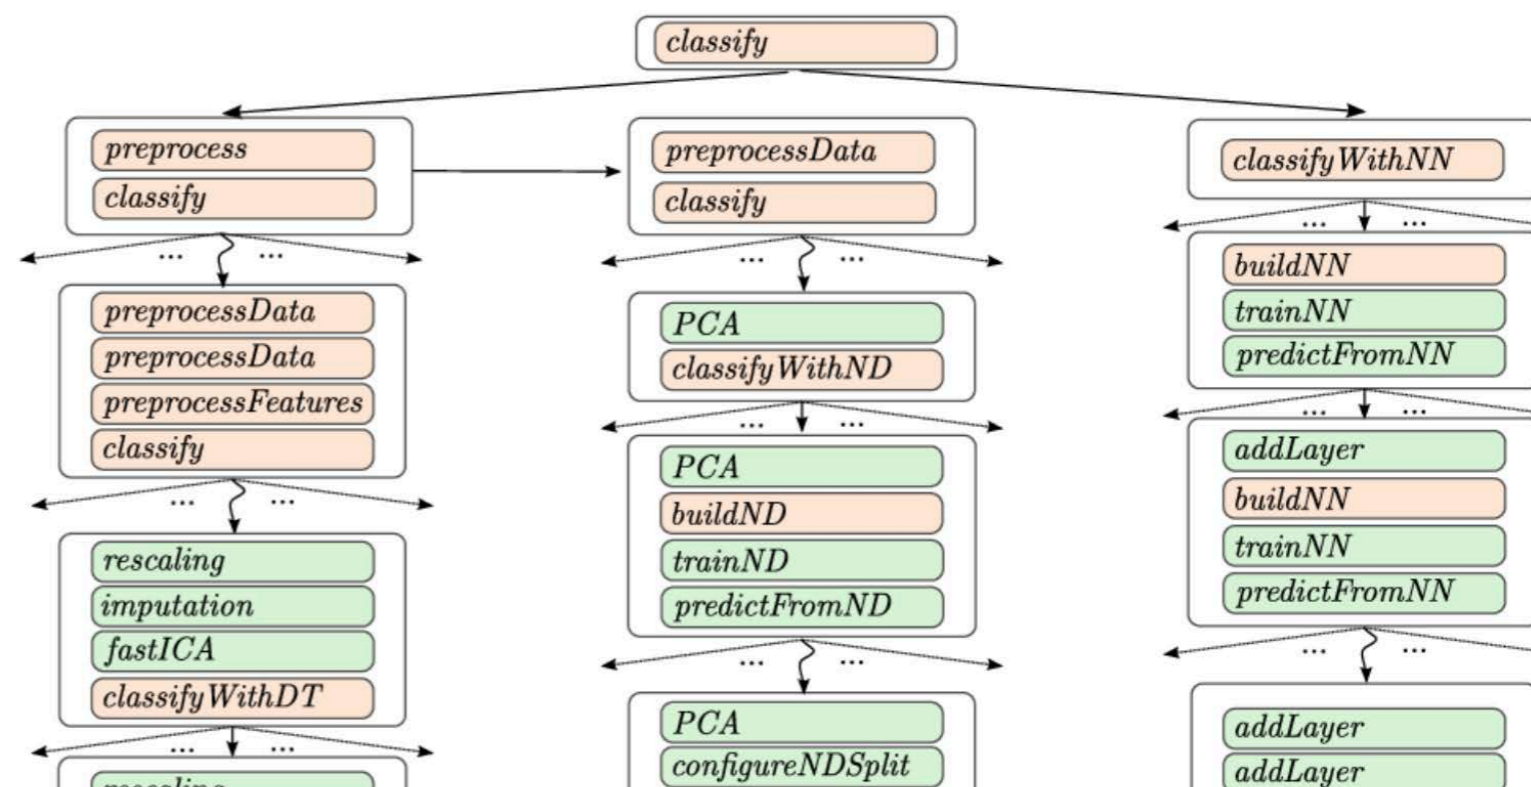 classify
preprocess
classify
preprocessData
classify
classifyWithNN
... ...
... ...
... ...
preprocessData
preprocessData
preprocessFeatures
classify
PCA
classifyWithND
buildNN
trainNN
predictFromNN
... ...
... ...
... ...
rescaling
imputation
fastICA
classifyWithDT
PCA
buildND
trainND
predictFromND
addLayer
buildNN
trainNN
predictFromNN
... ...
... ...
... ...
PCA
configureNDSplit
addLayer
addLayer